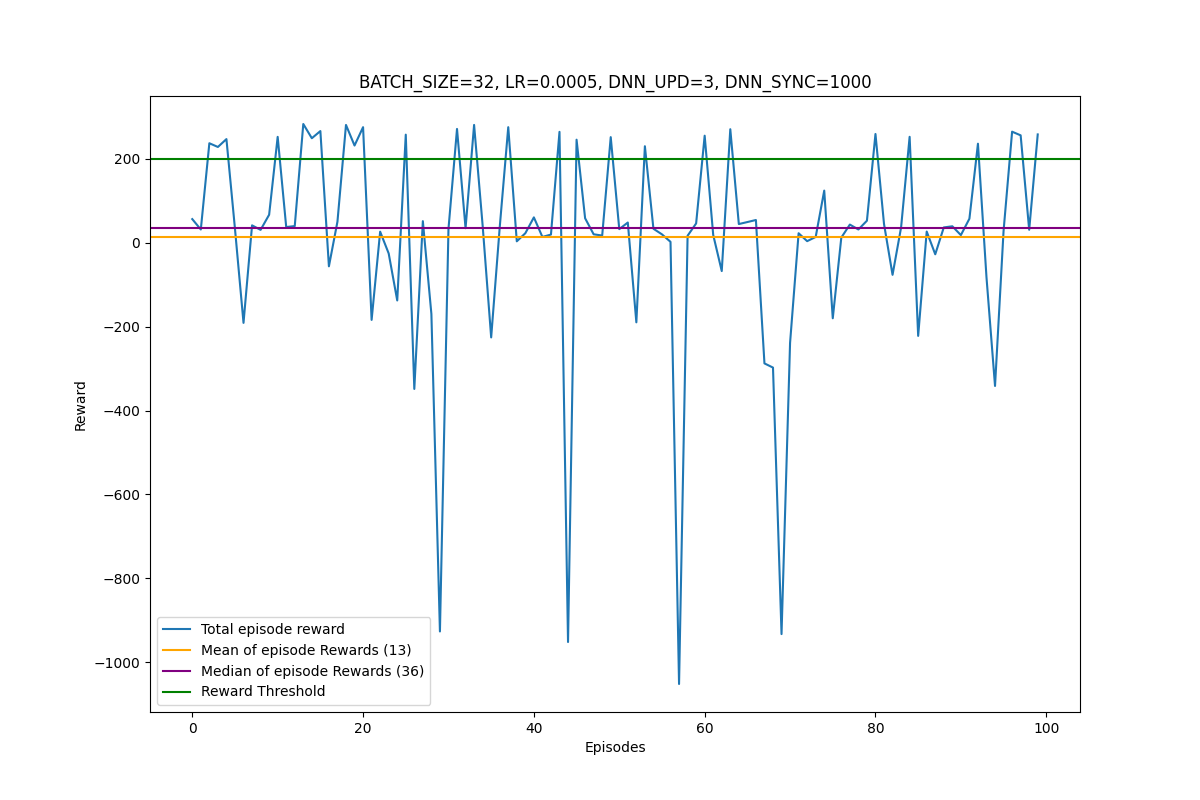 BATCH_SIZE=32, LR=0.0005, DNN_UPD=3, DNN_SYNC=1000
200
0
−200
−400
−600
−800
−1000
Reward
Total episode reward
Mean of episode Rewards (13)
Median of episode Rewards (36)
Reward Threshold
0 20 40 60 80 100
Episodes